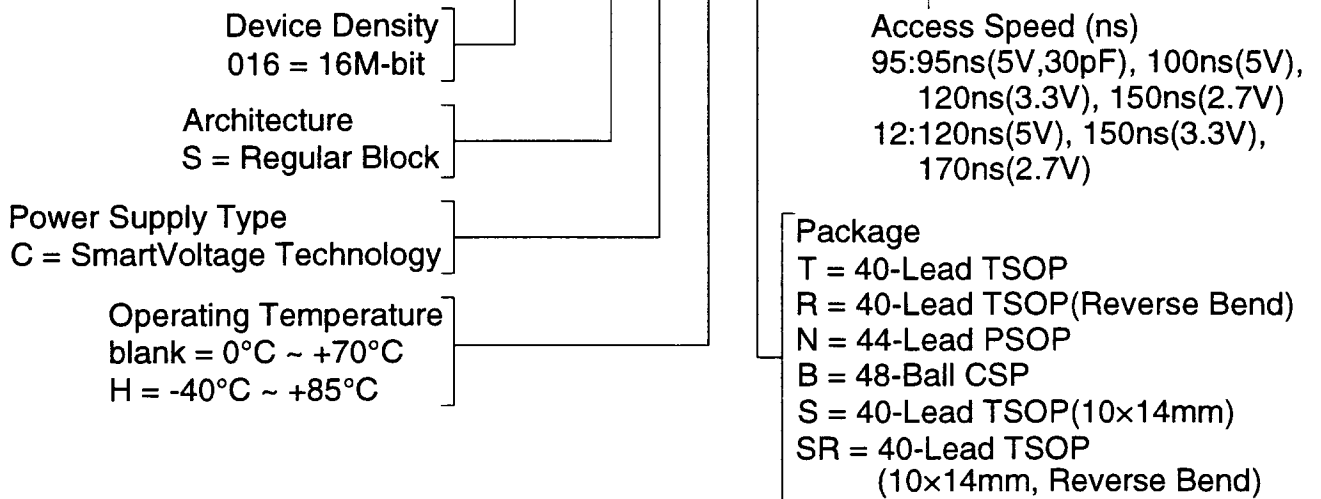 Device Density
016 = 16M-bit
Architecture
S = Regular Block
Power Supply Type
C = SmartVoltage Technology
Operating Temperature
blank = 0°C ~ +70°C
H = -40°C ~ +85°C
Access Speed (ns)
95:95ns(5V,30pF), 100ns(5V),
120ns(3.3V), 150ns(2.7V)
12:120ns(5V), 150ns(3.3V),
170ns(2.7V)
Package
T = 40-Lead TSOP
R = 40-Lead TSOP(Reverse Bend)
N = 44-Lead PSOP
B = 48-Ball CSP
S = 40-Lead TSOP(10×14mm)
SR = 40-Lead TSOP
(10×14mm, Reverse Bend)